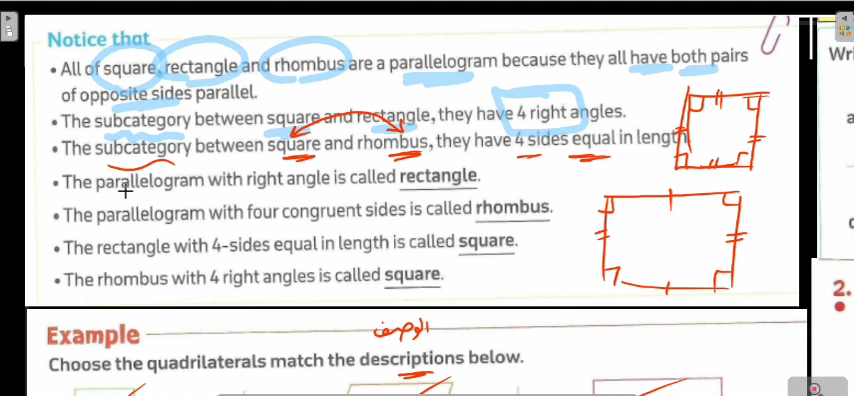 Notice that
• All of square, rectangle and rhombus are a parallelogram because they all have both pairs
of opposite sides parallel.
• The subcategory between square and rectangle, they have 4 right angles.
• The subcategory between square and rhombus, they have 4 sides equal in length
• The parallelogram with right angle is called rectangle.
• The parallelogram with four congruent sides is called rhombus.
• The rectangle with 4-sides equal in length is called square.
• The rhombus with 4 right angles is called square.
Example
الوصف
Choose the quadrilaterals match the descriptions below.
Wri
a
2.